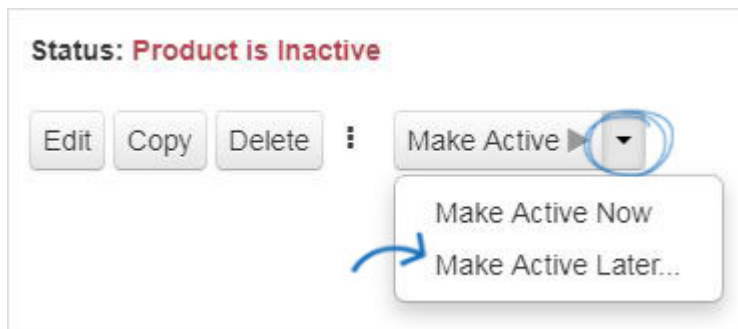 Status: Product is Inactive
Edit Copy Delete Make Active
Make Active Now
Make Active Later...